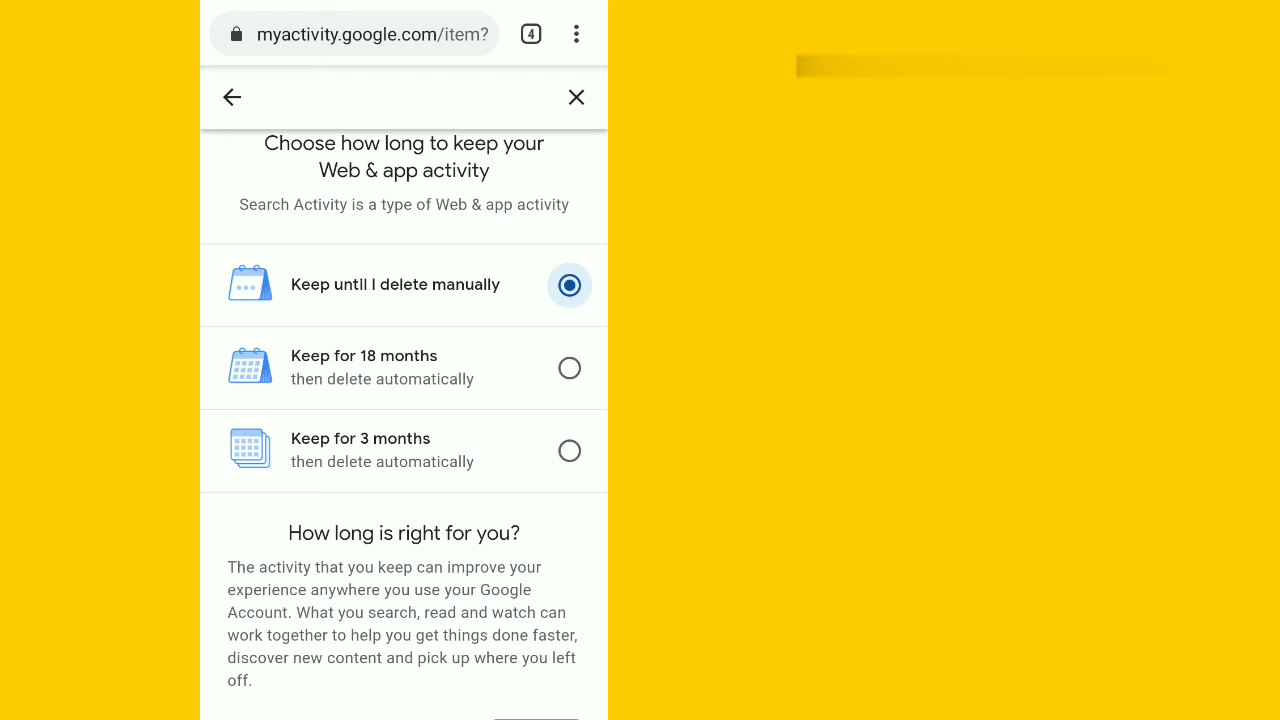 myactivity.google.com/item?
4
Choose how long to keep your
Web & app activity
Search Activity is a type of Web & app activity
Keep until I delete manually
Keep for 18 months
then delete automatically
Keep for 3 months
then delete automatically
How long is right for you?
The activity that you keep can improve your
experience anywhere you use your Google
Account. What you search, read and watch can
work together to help you get things done faster,
discover new content and pick up where you left
off.